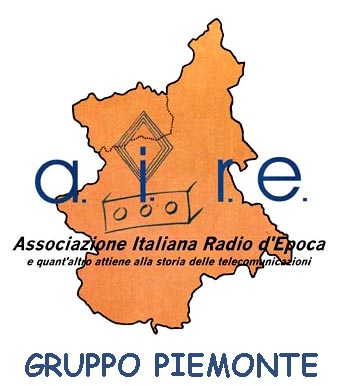 a.i.r.e.
Associazione Italiana Radio d'Epoca
e quant'altro attiene alla storia delle telecomunicazioni
GRUPPO PIEMONTE